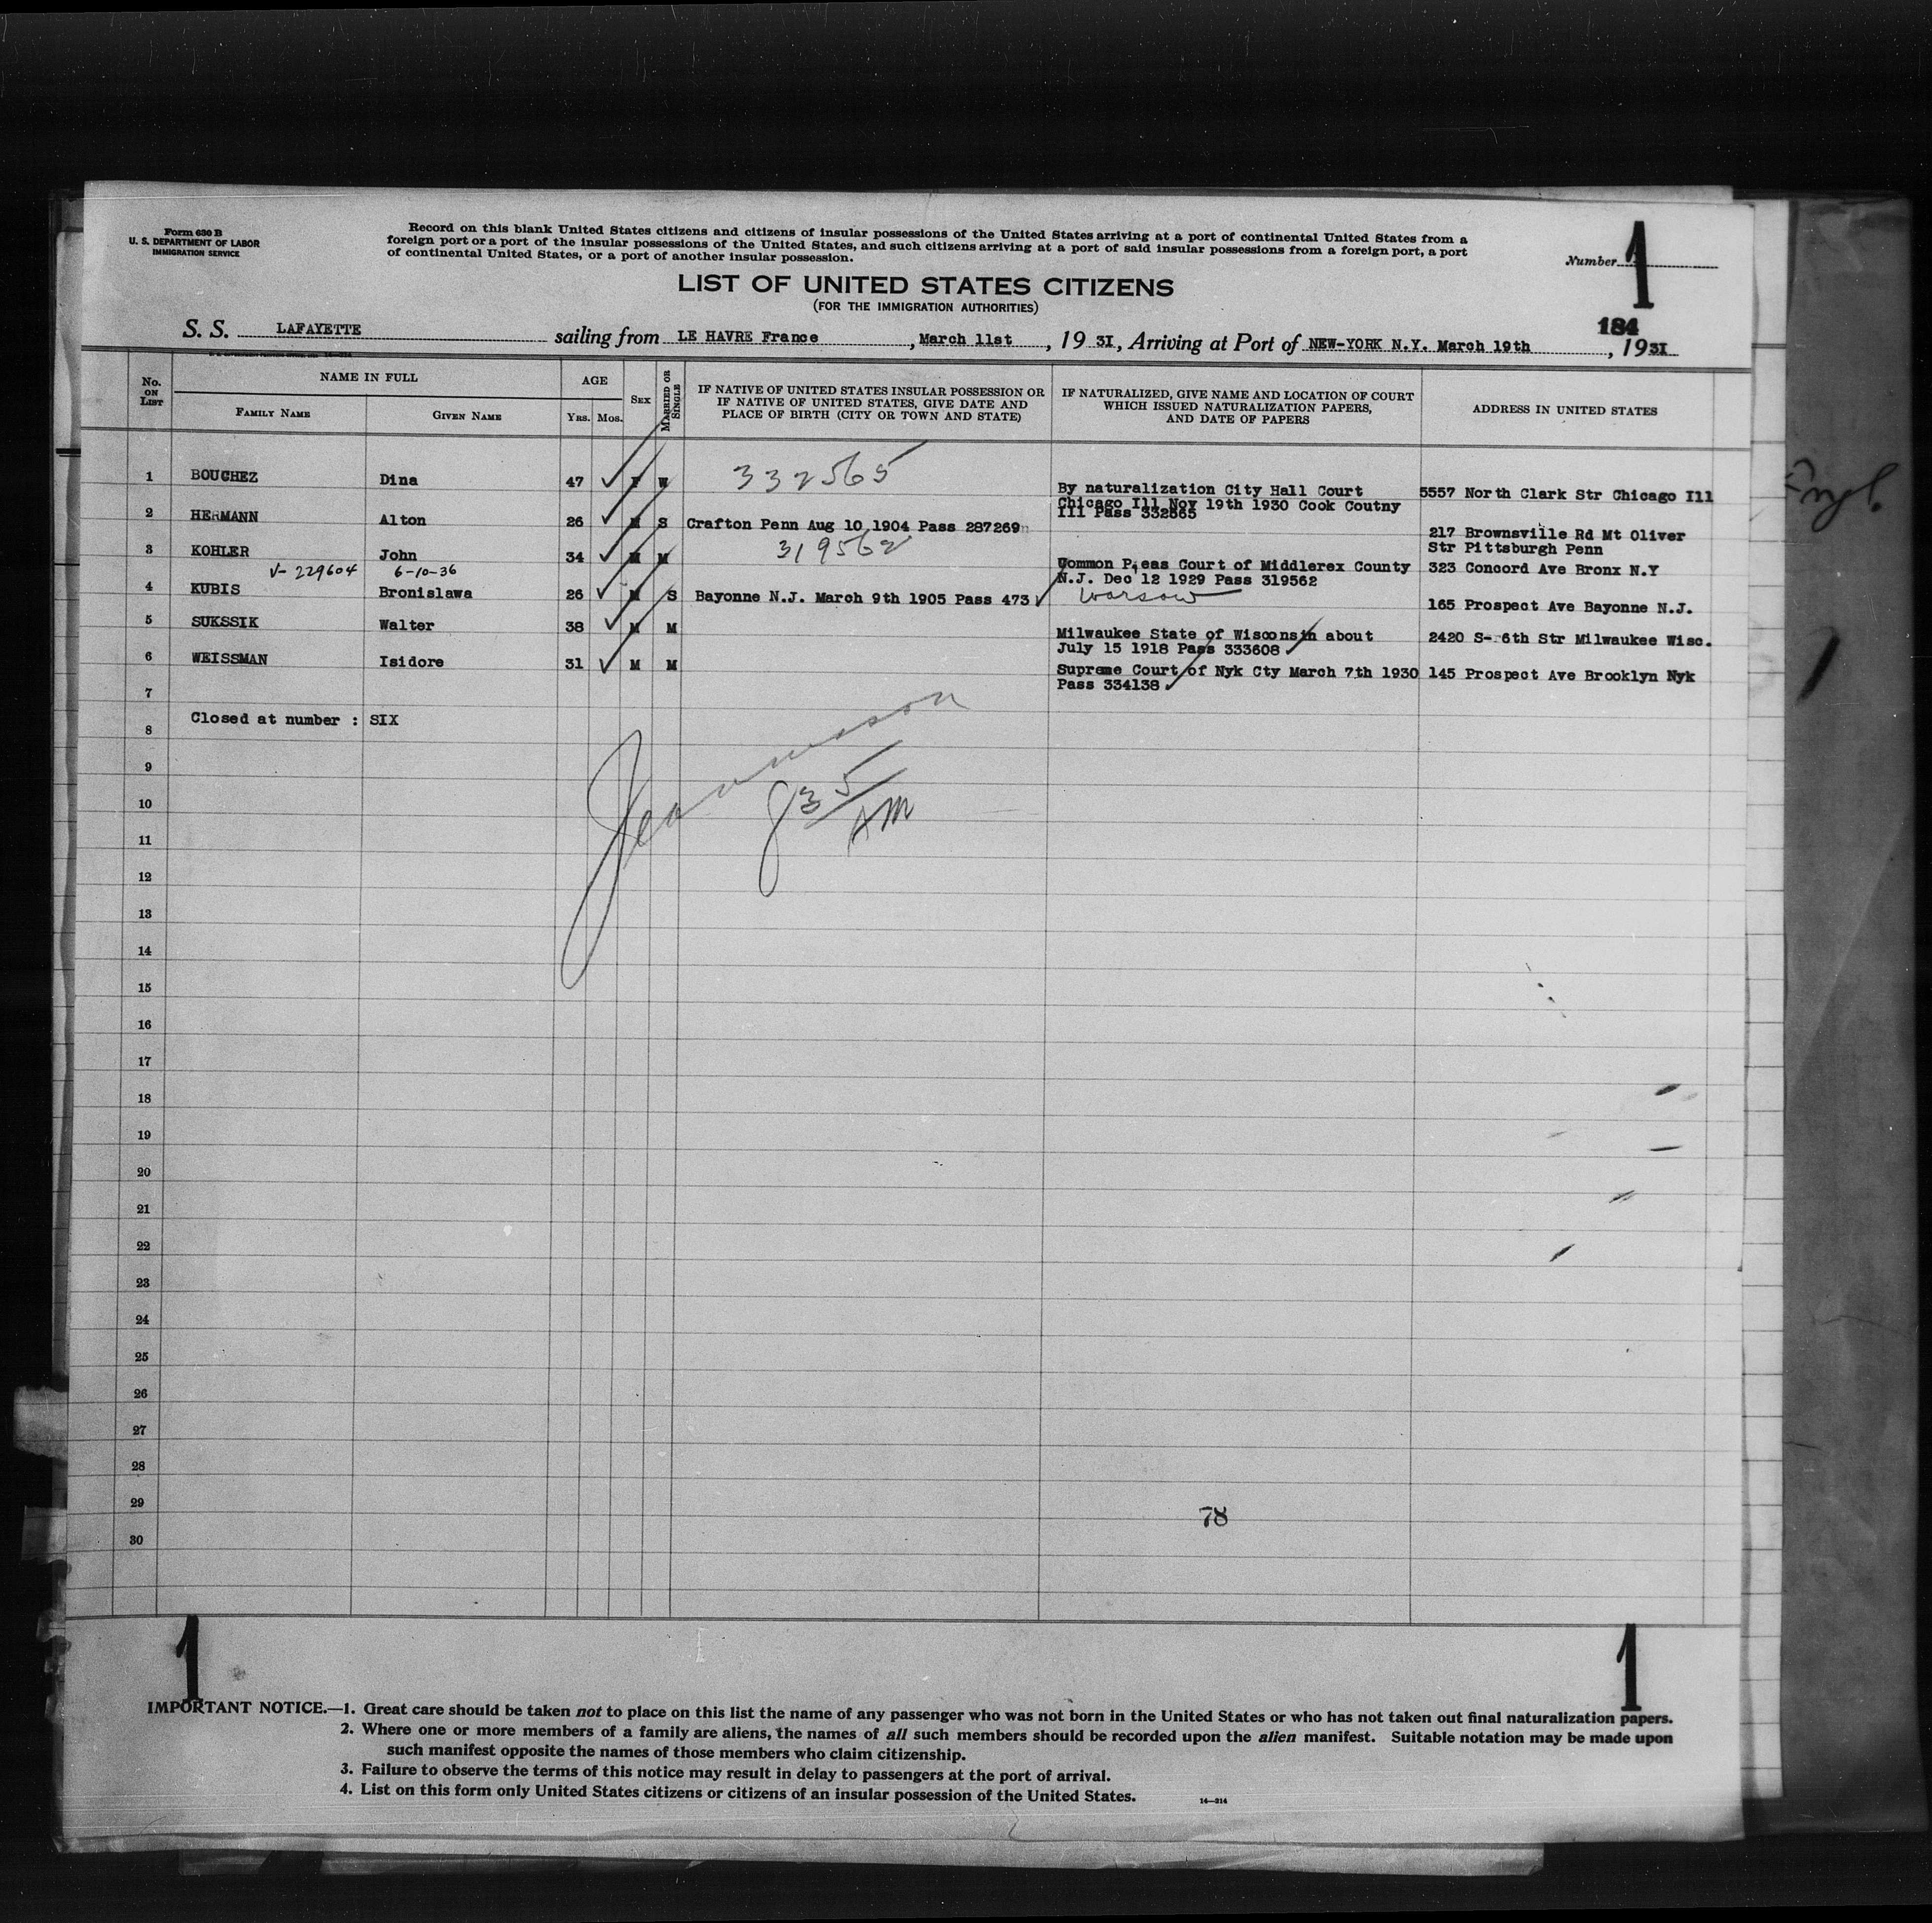 Form 630 B
U. S. DEPARTMENT OF LABOR
IMMIGRATION SERVICE
Record on this blank United States citizens and citizens of insular possessions of the United States arriving at a port of continental United States from a
foreign port or a port of the insular possessions of the United States, and such citizens arriving at a port of said insular possessions from a foreign port, a port
of continental United States, or a port of another insular possession.
Number 1
1
LIST OF UNITED STATES CITIZENS
(FOR THE IMMIGRATION AUTHORITIES)
184
S. S. LAFAYETTE sailing from LE HAVRE France, March 11st, 1931, Arriving at Port of NEW-YORK N.Y. March 19th, 1931
No. ON LIST
NAME IN FULL
FAMILY NAME
GIVEN NAME
AGE
YRS. MOS.
SEX
MARRIED OR SINGLE
IF NATIVE OF UNITED STATES INSULAR POSSESSION OR
IF NATIVE OF UNITED STATES, GIVE DATE AND
PLACE OF BIRTH (CITY OR TOWN AND STATE)
IF NATURALIZED, GIVE NAME AND LOCATION OF COURT
WHICH ISSUED NATURALIZATION PAPERS,
AND DATE OF PAPERS
ADDRESS IN UNITED STATES
1 BOUCHEZ Dina 47 F W 332565
By naturalization City Hall Court
Chicago Ill Nov 19th 1930 Cook Coutny
Ill Pass 332565
5557 North Clark Str Chicago Ill
2 HERMANN Alton 26 M S Crafton Penn Aug 10 1904 Pass 287269
217 Brownsville Rd Mt Oliver
Str Pittsburgh Penn
3 KOHLER John 34 M M 319562
V- 229604 6-10-36
Common Pleas Court of Middlerex County
N.J. Dec 12 1929 Pass 319562
323 Concord Ave Bronx N.Y
4 KUBIS Bronislawa 26 M S Bayonne N.J. March 9th 1905 Pass 473
Warsaw
165 Prospect Ave Bayonne N.J.
5 SUKSSIK Walter 38 M M
Milwaukee State of Wisconsin about
July 15 1918 Pass 333608
2420 S- 6th Str Milwaukee Wisc.
6 WEISSMAN Isidore 31 M M
Supreme Court of Nyk Cty March 7th 1930
Pass 334138
145 Prospect Ave Brooklyn Nyk
7
Closed at number : SIX
8
9
10
835
AM
11
12
13
14
15
16
17
18
19
20
21
22
23
24
25
26
27
28
29
78
30
1
1
IMPORTANT NOTICE.—1. Great care should be taken not to place on this list the name of any passenger who was not born in the United States or who has not taken out final naturalization papers.
2. Where one or more members of a family are aliens, the names of all such members should be recorded upon the alien manifest. Suitable notation may be made upon
such manifest opposite the names of those members who claim citizenship.
3. Failure to observe the terms of this notice may result in delay to passengers at the port of arrival.
4. List on this form only United States citizens or citizens of an insular possession of the United States.
14—214